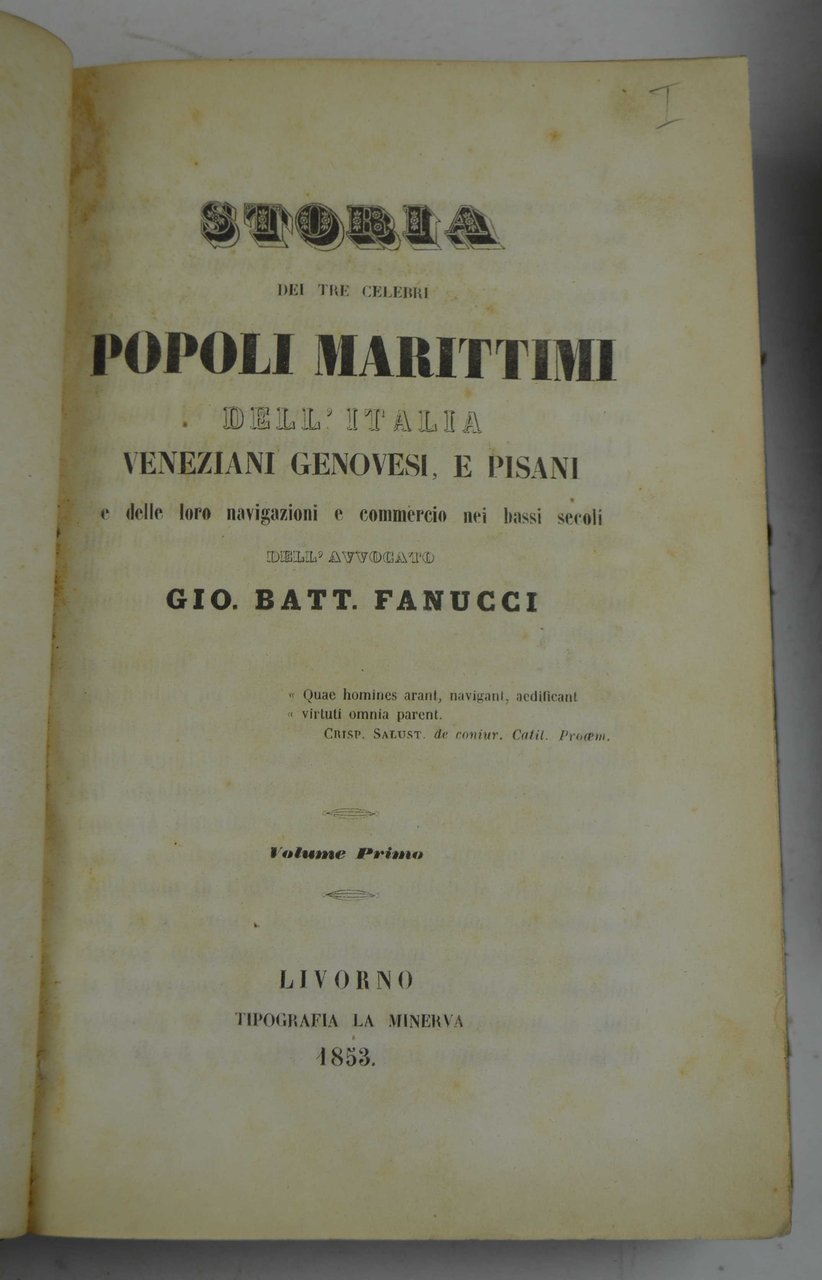 I
STORIA
DEI TRE CELEBRI
POPOLI MARITTIMI
DELL' ITALIA
VENEZIANI GENOVESI, E PISANI
e delle loro navigazioni e commercio nei bassi secoli
DELL' AVVOCATO
GIO. BATT. FANUCCI
« Quae homines arant, navigant, aedificant
« virtuti omnia parent.
CRISP. SALUST. de coniur. Catil. Proœm.
Volume Primo
LIVORNO
TIPOGRAFIA LA MINERVA
1853.